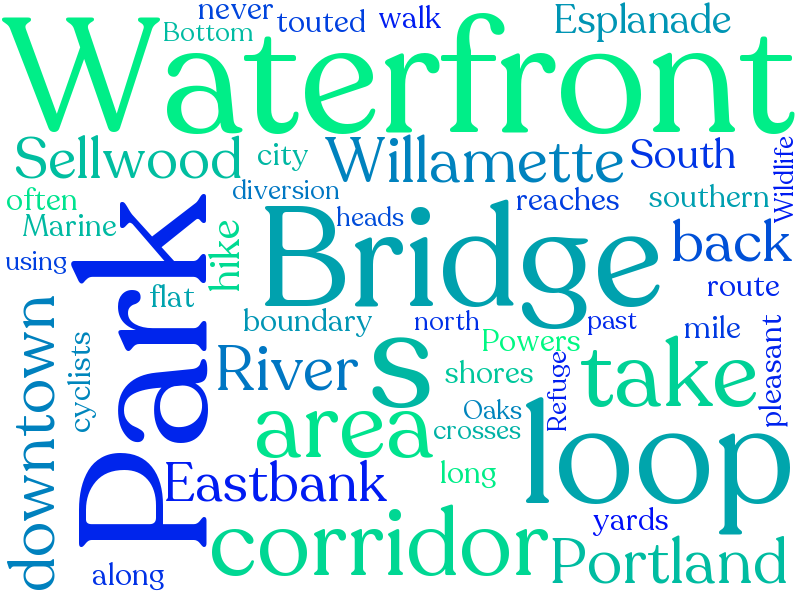 never
touted
walk
Esplanade
Bottom
Waterfront
Sellwood
city
Willamette
South
Wildlife
often
diversion
reaches
southern
Marine
heads
Park
hike
Bridge
back
using
flat
route
boundary
north
past
mile
downtown
cyclists
River
s
Powers
take
pleasant
shores
Refuge
area
Oaks
crosses
loop
Eastbank
long
corridor
yards
along
Portland